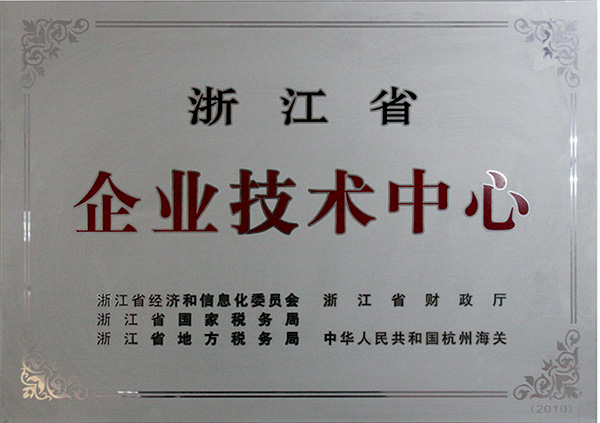 浙江省
企业技术中心
浙江省经济和信息化委员会 浙江省财政厅
浙江省国家税务局
浙江省地方税务局 中华人民共和国杭州海关
(2010)